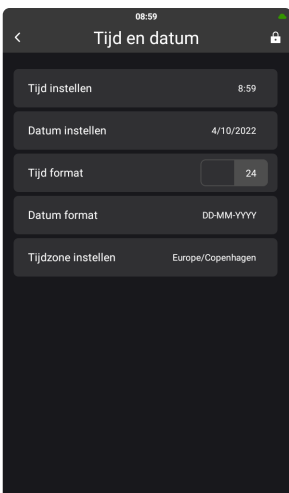 08:59
Tijd en datum
Tijd instellen 8:59
Datum instellen 4/10/2022
Tijd format 24
Datum format DD-MM-YYYY
Tijdzone instellen Europe/Copenhagen